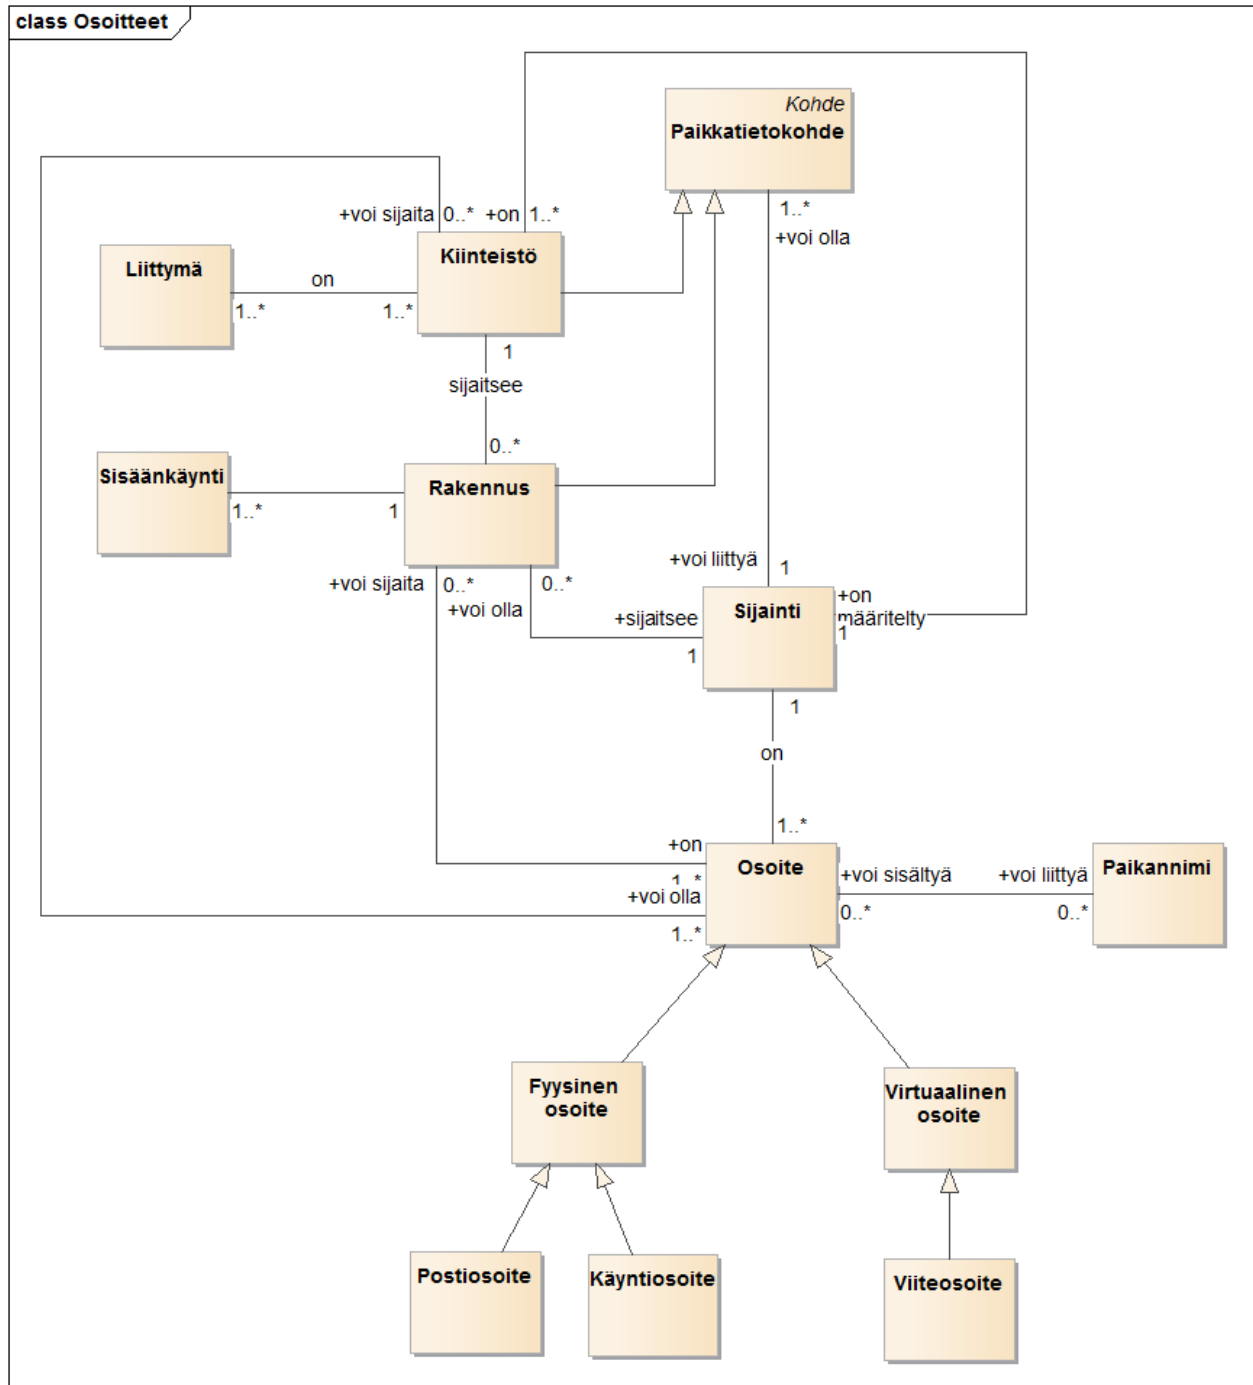 class Osoitteet
Kohde
Paikkatietokohde
+voi sijaita 0..* +on 1..*
1..*
+voi olla
Liittymä
on
Kiinteistö
1..*
1..*
1
sijaitsee
0..*
Sisäänkäynti
Rakennus
1..*
1
+voi sijaita 0..*
+voi olla
0..*
+voi liittyä 1
+sijaitsee
1
Sijainti
+on
määritelty
1
1
on
1..*
+on
1..*
+voi olla
1..*
Osoite
+voi sisältyä
0..*
+voi liittyä
0..*
Paikannimi
Fyysinen
osoite
Virtuaalinen
osoite
Postiosoite
Käyntiosoite
Viiteosoite